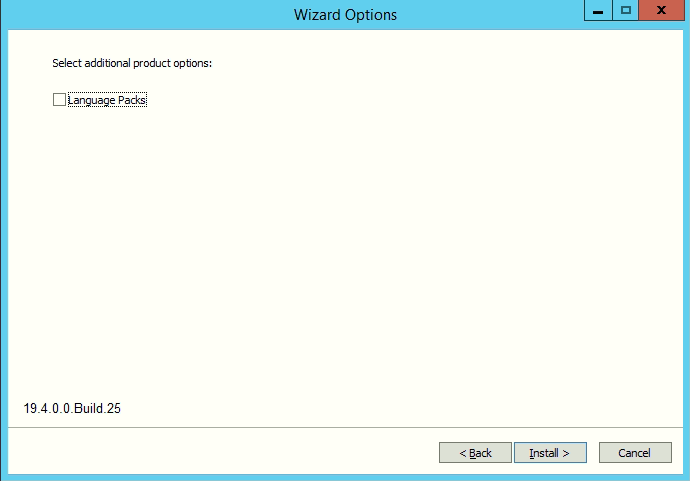 Wizard Options
Select additional product options:
Language Packs
19.4.0.0.Build.25
< Back
Install >
Cancel